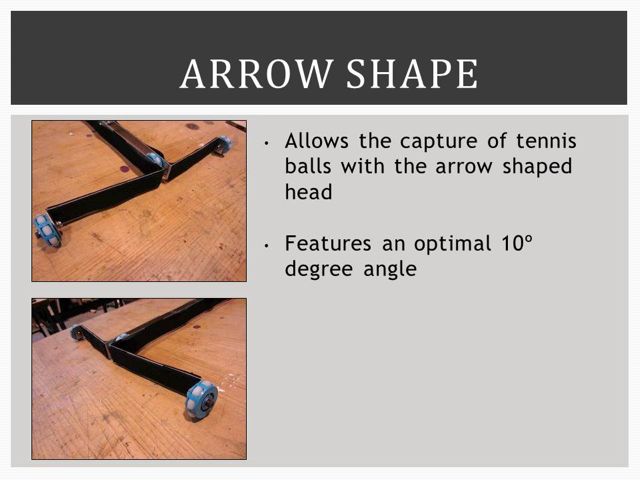 ARROW SHAPE
• Allows the capture of tennis
balls with the arrow shaped
head
• Features an optimal 10º
degree angle